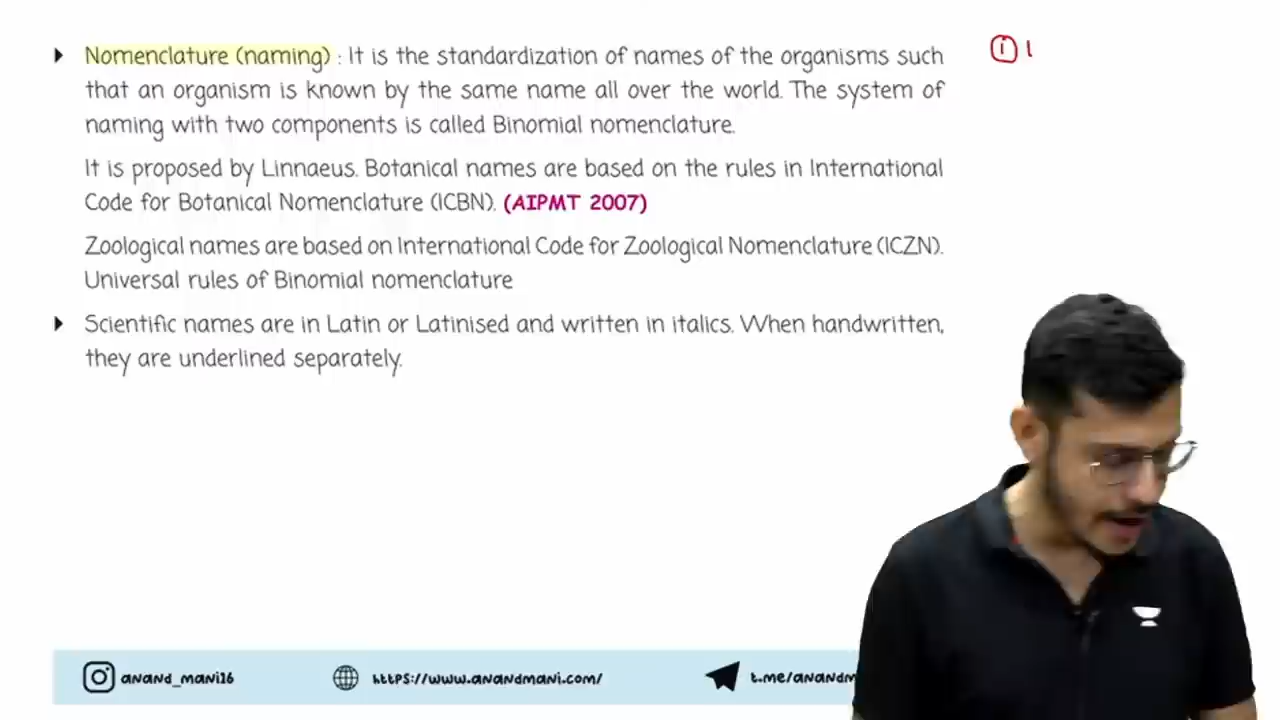 Nomenclature (naming) : It is the standardization of names of the organisms such
that an organism is known by the same name all over the world. The system of
naming with two components is called Binomial nomenclature.
It is proposed by Linnaeus. Botanical names are based on the rules in International
Code for Botanical Nomenclature (ICBN). (AIPMT 2007)
Zoological names are based on International Code for Zoological Nomenclature (ICZN).
Universal rules of Binomial nomenclature
Scientific names are in Latin or Latinised and written in italics. When handwritten,
they are underlined separately.
anand_mani16
https://www.anandmani.com/
t.me/anandm